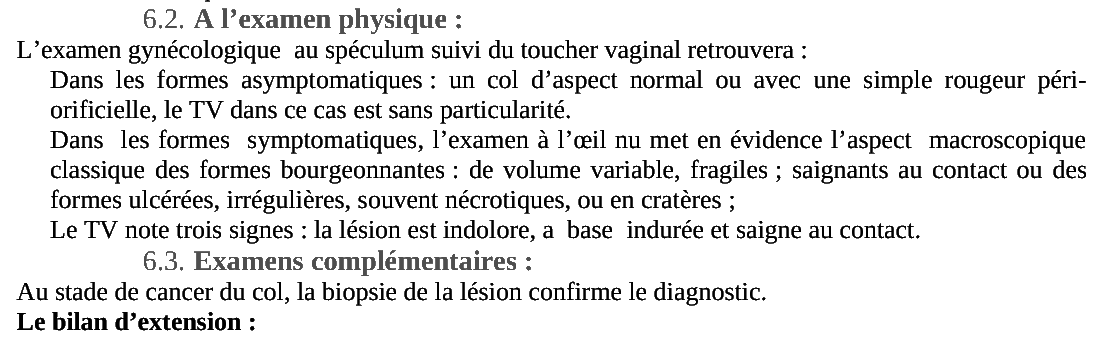 6.2. A l’examen physique :
L’examen gynécologique au spéculum suivi du toucher vaginal retrouvera :
Dans les formes asymptomatiques : un col d’aspect normal ou avec une simple rougeur péri-
orificielle, le TV dans ce cas est sans particularité.
Dans les formes symptomatiques, l’examen à l’œil nu met en évidence l’aspect macroscopique
classique des formes bourgeonnantes : de volume variable, fragiles ; saignants au contact ou des
formes ulcérées, irrégulières, souvent nécrotiques, ou en cratères ;
Le TV note trois signes : la lésion est indolore, a base indurée et saigne au contact.
6.3. Examens complémentaires :
Au stade de cancer du col, la biopsie de la lésion confirme le diagnostic.
Le bilan d’extension :